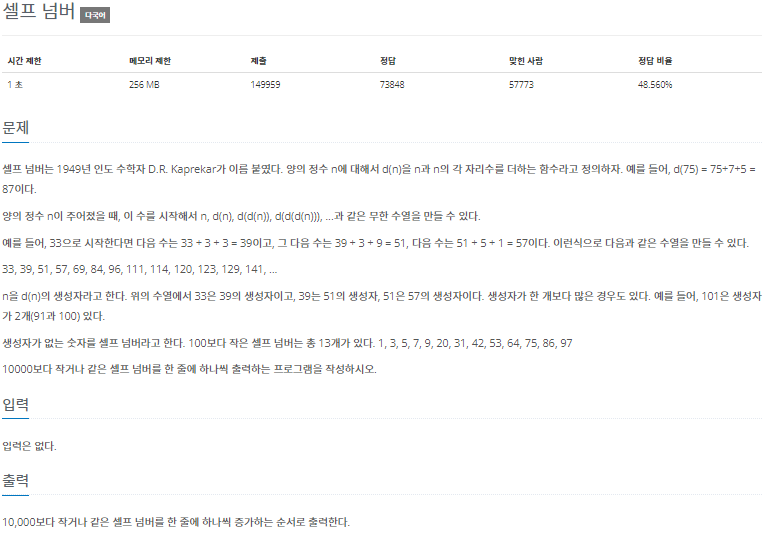 셀프 넘버 다국어
시간 제한 메모리 제한 제출 정답 맞힌 사람 정답 비율
1 초 256 MB 149959 73848 57773 48.560%
문제
셀프 넘버는 1949년 인도 수학자 D.R. Kaprekar가 이름 붙였다. 양의 정수 n에 대해서 d(n)을 n과 n의 각 자리수를 더하는 함수라고 정의하자. 예를 들어, d(75) = 75+7+5 =
87이다.
양의 정수 n이 주어졌을 때, 이 수를 시작해서 n, d(n), d(d(n)), d(d(d(n))), ...과 같은 무한 수열을 만들 수 있다.
예를 들어, 33으로 시작한다면 다음 수는 33 + 3 + 3 = 39이고, 그 다음 수는 39 + 3 + 9 = 51, 다음 수는 51 + 5 + 1 = 57이다. 이런식으로 다음과 같은 수열을 만들 수 있다.
33, 39, 51, 57, 69, 84, 96, 111, 114, 120, 123, 129, 141, ...
n을 d(n)의 생성자라고 한다. 위의 수열에서 33은 39의 생성자이고, 39는 51의 생성자, 51은 57의 생성자이다. 생성자가 한 개보다 많은 경우도 있다. 예를 들어, 101은 생성자
가 2개(91과 100) 있다.
생성자가 없는 숫자를 셀프 넘버라고 한다. 100보다 작은 셀프 넘버는 총 13개가 있다. 1, 3, 5, 7, 9, 20, 31, 42, 53, 64, 75, 86, 97
10000보다 작거나 같은 셀프 넘버를 한 줄에 하나씩 출력하는 프로그램을 작성하시오.
입력
입력은 없다.
출력
10,000보다 작거나 같은 셀프 넘버를 한 줄에 하나씩 증가하는 순서로 출력한다.